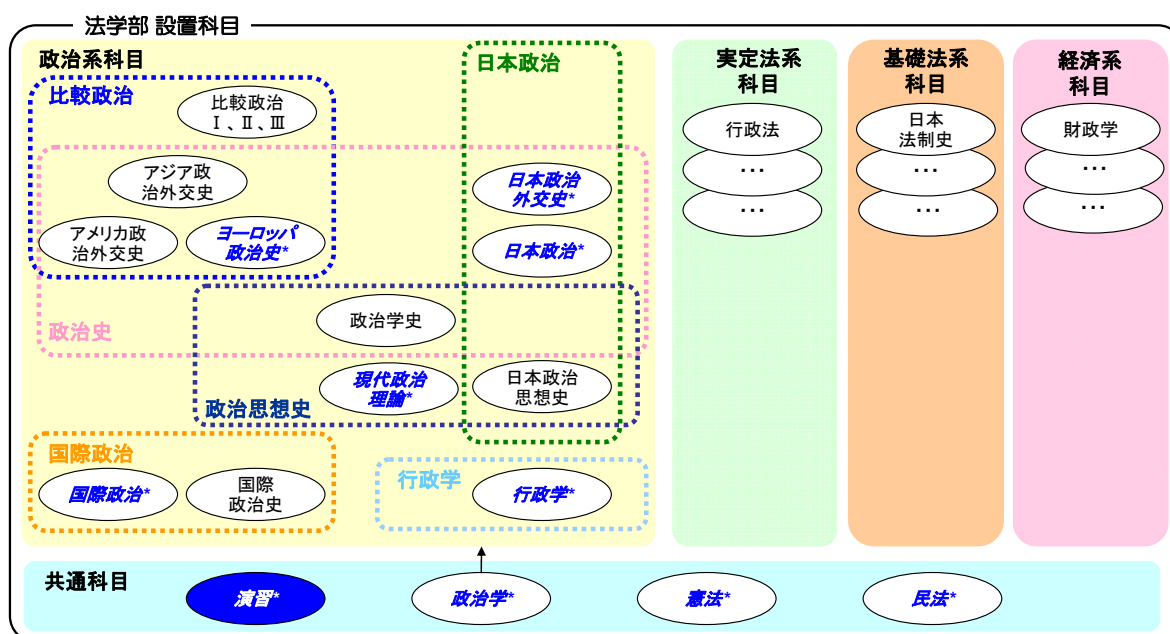 法学部 設置科目
政治系科目
比較政治
比較政治
Ⅰ、Ⅱ、Ⅲ
アジア政
治外交史
アメリカ政
治外交史
ヨーロッパ
政治史*
政治史
日本政治
日本政治
外交史*
日本政治*
政治学史
現代政治
理論*
日本政治
思想史
政治思想史
国際政治
国際政治*
国際
政治史
行政学
行政学*
実定法系
科目
行政法
…
…
基礎法系
科目
日本
法制史
…
…
経済系
科目
財政学
…
…
共通科目
演習*
政治学*
憲法*
民法*